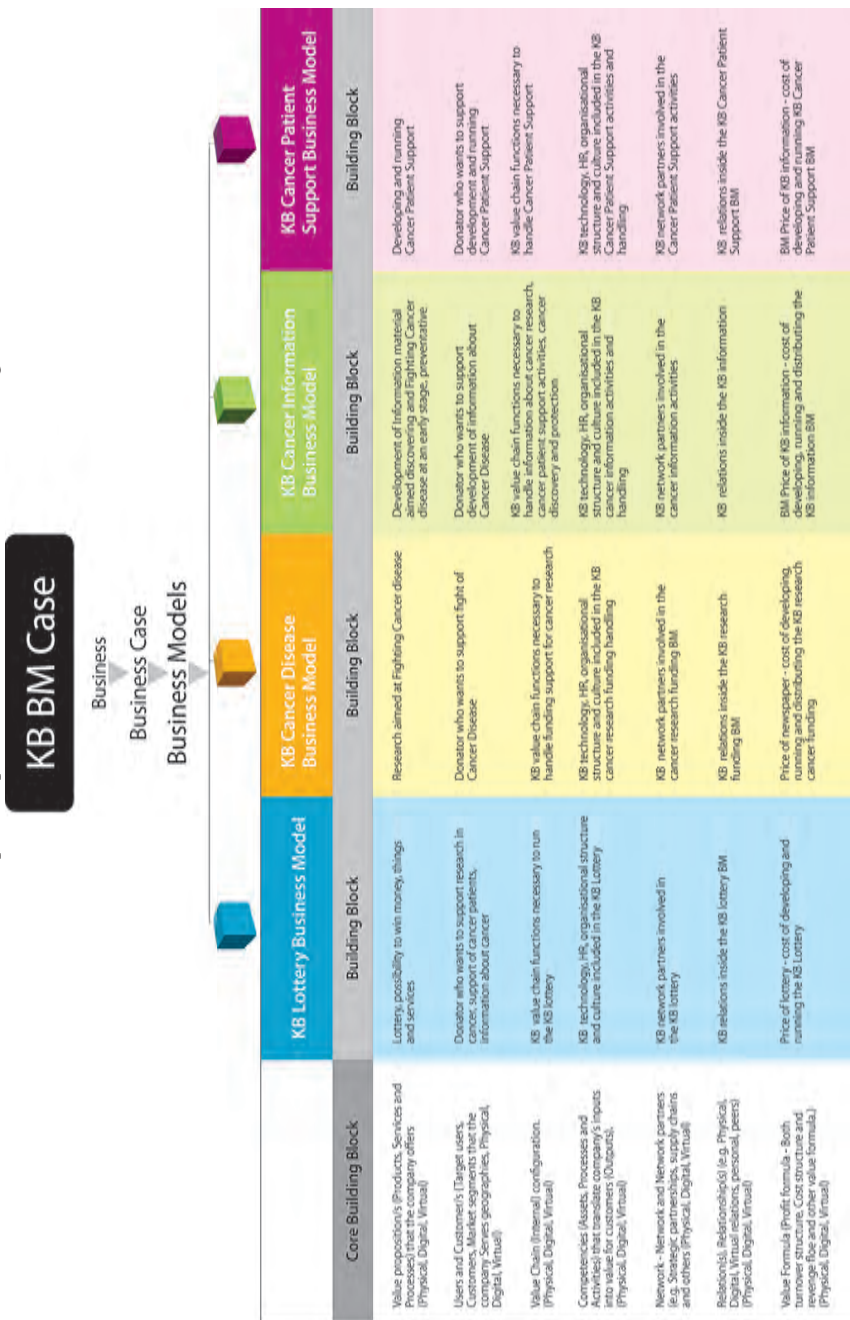 KB BM Case
Business
Business Case
Business Models
KB Lottery Business Model
KB Cancer Disease
Business Model
KB Cancer Information
Business Model
KB Cancer Patient
Support Business Model
Core Building Block
Building Block
Building Block
Building Block
Building Block
Value proposition/s (Products, Services and
Processes) that the company offers
(Physical, Digital, Virtual)
Lottery, possibility to win money, things
and services
Research aimed at Fighting Cancer disease
Development of Information material
aimed discovering and Fighting Cancer
disease at an early stage, preventative
Developing and running
Cancer Patient Support
Users and Customer/s (Target users,
Customers, Market segments that the
company Serves geographies, Physical,
Digital, Virtual)
Donator who wants to support research in
cancer, support of cancer patients,
information about cancer
Donator who wants to support fight of
Cancer Disease
Donator who wants to support
development of information about
Cancer Disease
Donator who wants to support
development and running
Cancer Patient Support
Value Chain (Internal) configuration.
(Physical, Digital, Virtual)
KB value chain functions necessary to run
the KB lottery
KB value chain functions necessary to
handle funding support for cancer research
KB value chain functions necessary to
handle information about cancer research,
cancer patient support activities, cancer
discovery and protection
KB value chain functions necessary to
handle Cancer Patient Support
Competencies (Assets, Processes and
Activities) that translate company's inputs
into value for customers (Outputs).
(Physical, Digital, Virtual)
KB technology, HR, organisational structure
and culture included in the KB Lottery
KB technology, HR, organisational
structure and culture included in the KB
cancer research funding handling
KB technology, HR, organisational
structure and culture included in the KB
cancer information activities and
handling
KB technology, HR, organisational
structure and culture included in the KB
Cancer Patient Support activities and
handling
Network - Network and Network partners
(e.g. Strategic partnerships, supply chains
and others (Physical, Digital, Virtual)
KB network partners involved in
the KB lottery
KB network partners involved in the
cancer research funding BM
KB network partners involved in the
cancer information activities
KB network partners involved in the
Cancer Patient Support activities
Relation(s), Relationship(s) (e.g. Physical,
Digital, Virtual relations, personal, peers)
(Physical, Digital, Virtual)
KB relations inside the KB lottery BM
KB relations inside the KB research
funding BM
KB relations inside the KB information
KB relations inside the KB Cancer Patient
Support BM
Value Formula (Profit formula - Both
turnover structure, Cost structure and
revenge floe and other value formula.)
(Physical, Digital, Virtual)
Price of lottery - cost of developing and
running the KB Lottery
Price of newspaper - cost of developing,
running and distributing the KB research
cancer funding
BM Price of KB information - cost of
developing, running and distributing the
KB information BM
BM Price of KB information - cost of
developing and running KB Cancer
Patient Support BM